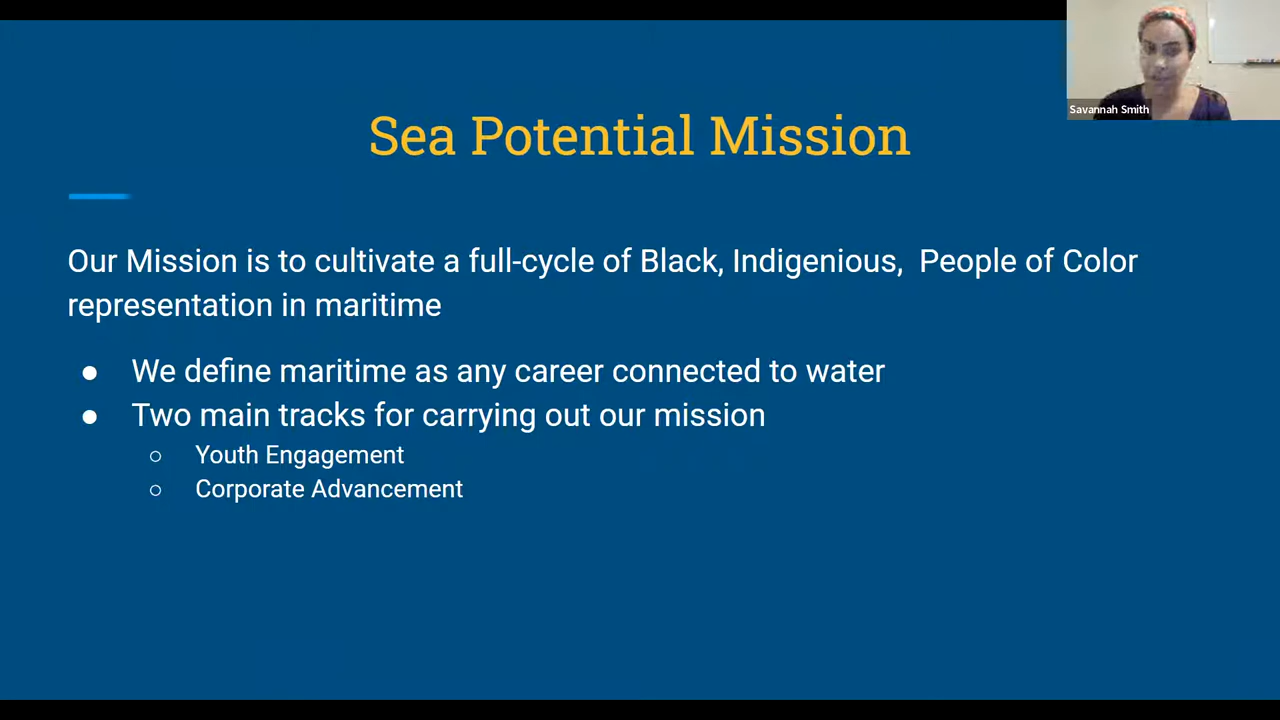 Savannah Smith
Sea Potential Mission
Our Mission is to cultivate a full-cycle of Black, Indigenious,  People of Color
representation in maritime
● We define maritime as any career connected to water
● Two main tracks for carrying out our mission
○ Youth Engagement
○ Corporate Advancement